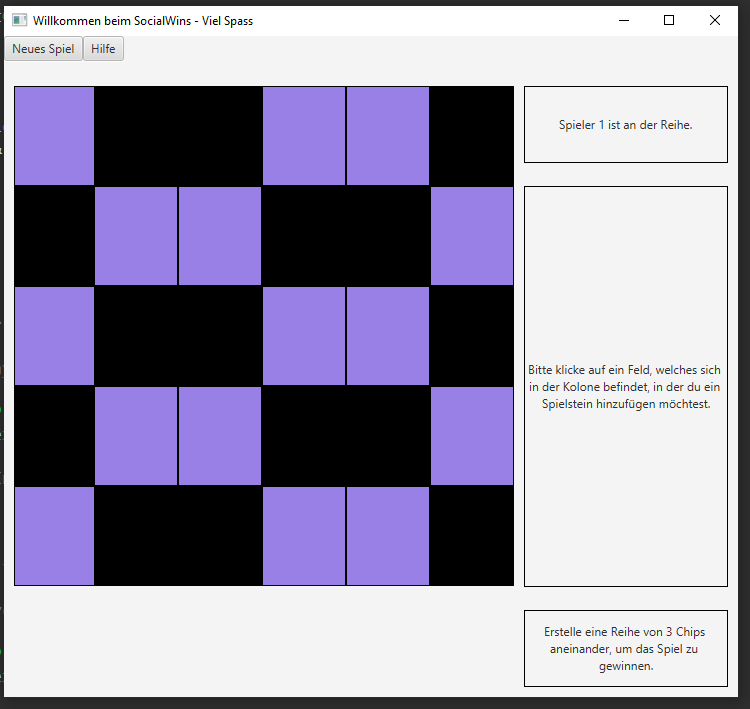 Willkommen beim SocialWins - Viel Spass
Neues Spiel Hilfe
Spieler 1 ist an der Reihe.
Bitte klicke auf ein Feld, welches sich
in der Kolone befindet, in der du ein
Spielstein hinzufügen möchtest.
Erstelle eine Reihe von 3 Chips
aneinander, um das Spiel zu
gewinnen.